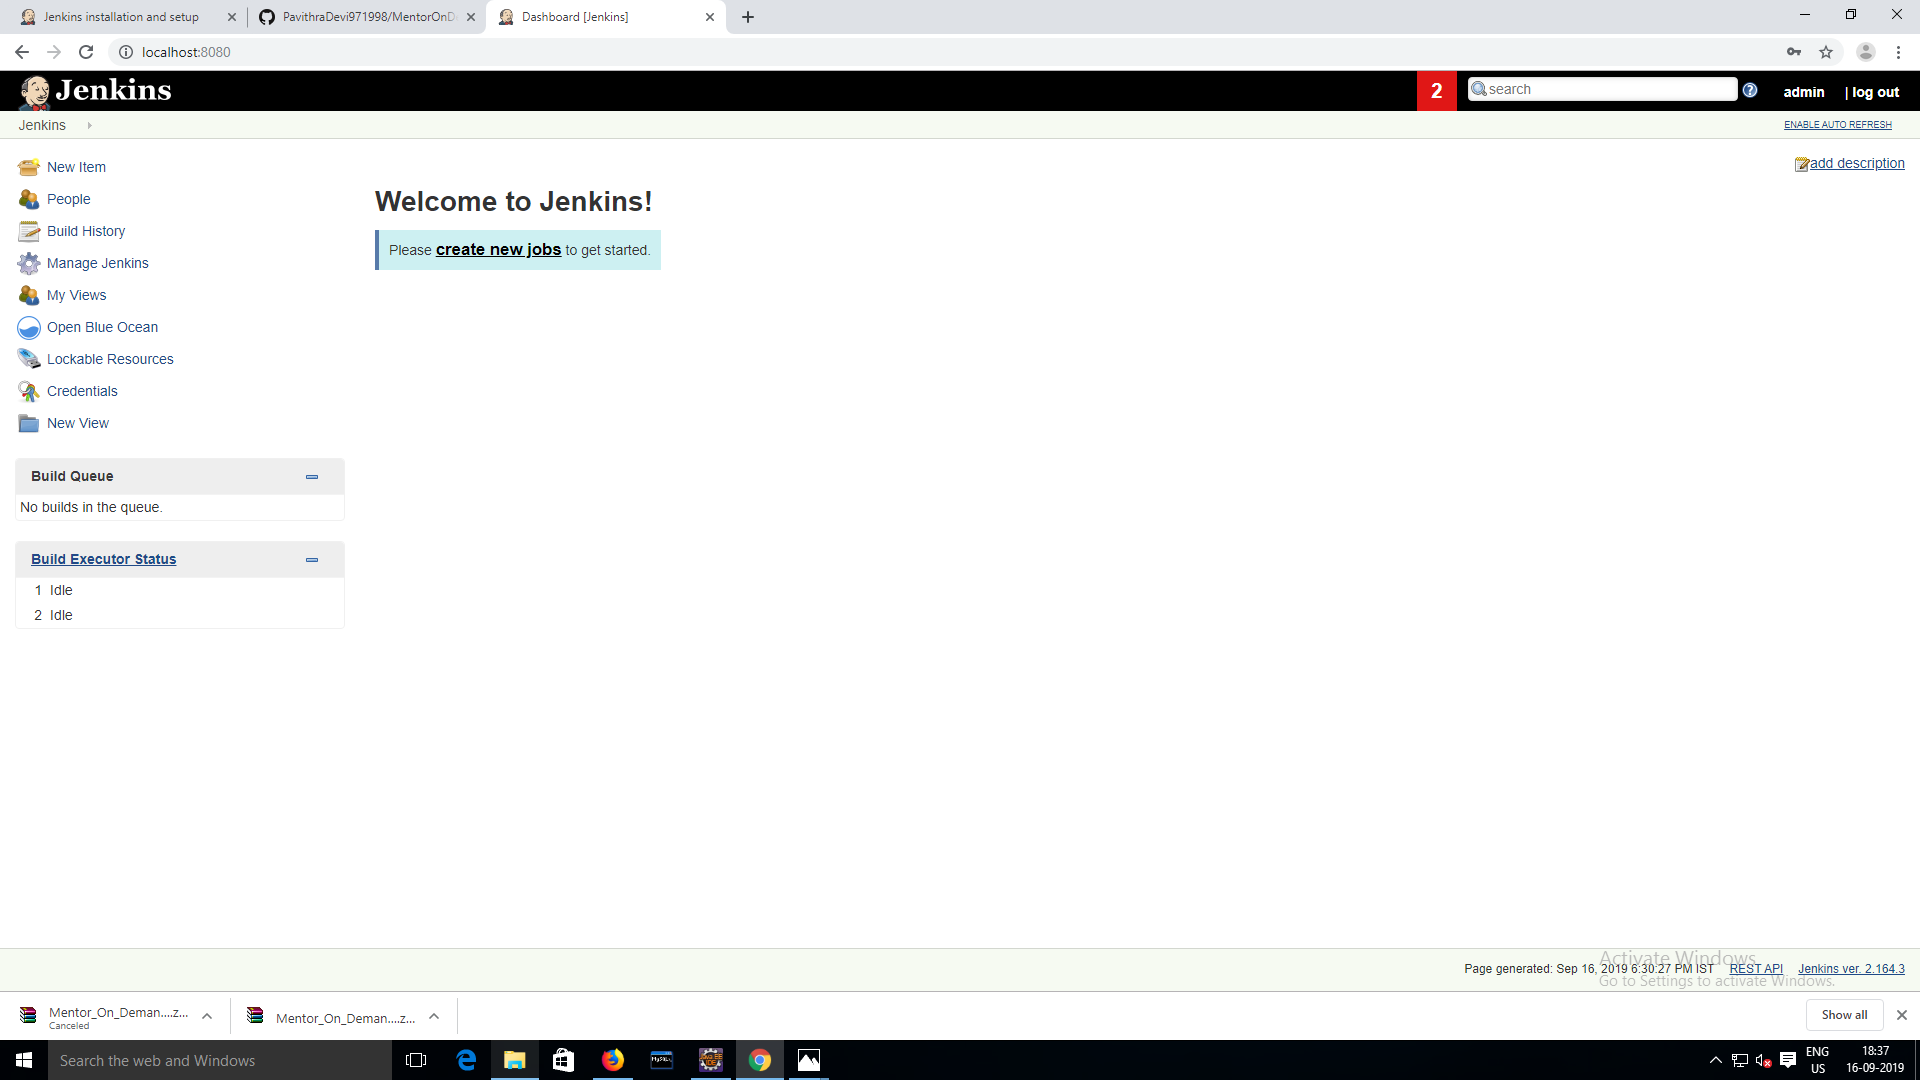 Jenkins installation and setup
PavithraDevi971998/MentorOnD
Dashboard [Jenkins]
localhost:8080
Jenkins
2
search
admin
| log out
Jenkins
ENABLE AUTO REFRESH
New Item
People
Build History
Manage Jenkins
My Views
Open Blue Ocean
Lockable Resources
Credentials
New View
add description
Welcome to Jenkins!
Please create new jobs to get started.
Build Queue
No builds in the queue.
Build Executor Status
1 Idle
2 Idle
Activate Windows
Go to Settings to activate Windows.
Page generated: Sep 16, 2019 6:30:27 PM IST REST API Jenkins ver. 2.164.3
Mentor_On_Deman....z...
Canceled
Mentor_On_Deman....z...
Show all
Search the web and Windows
ENG
US
18:37
16-09-2019